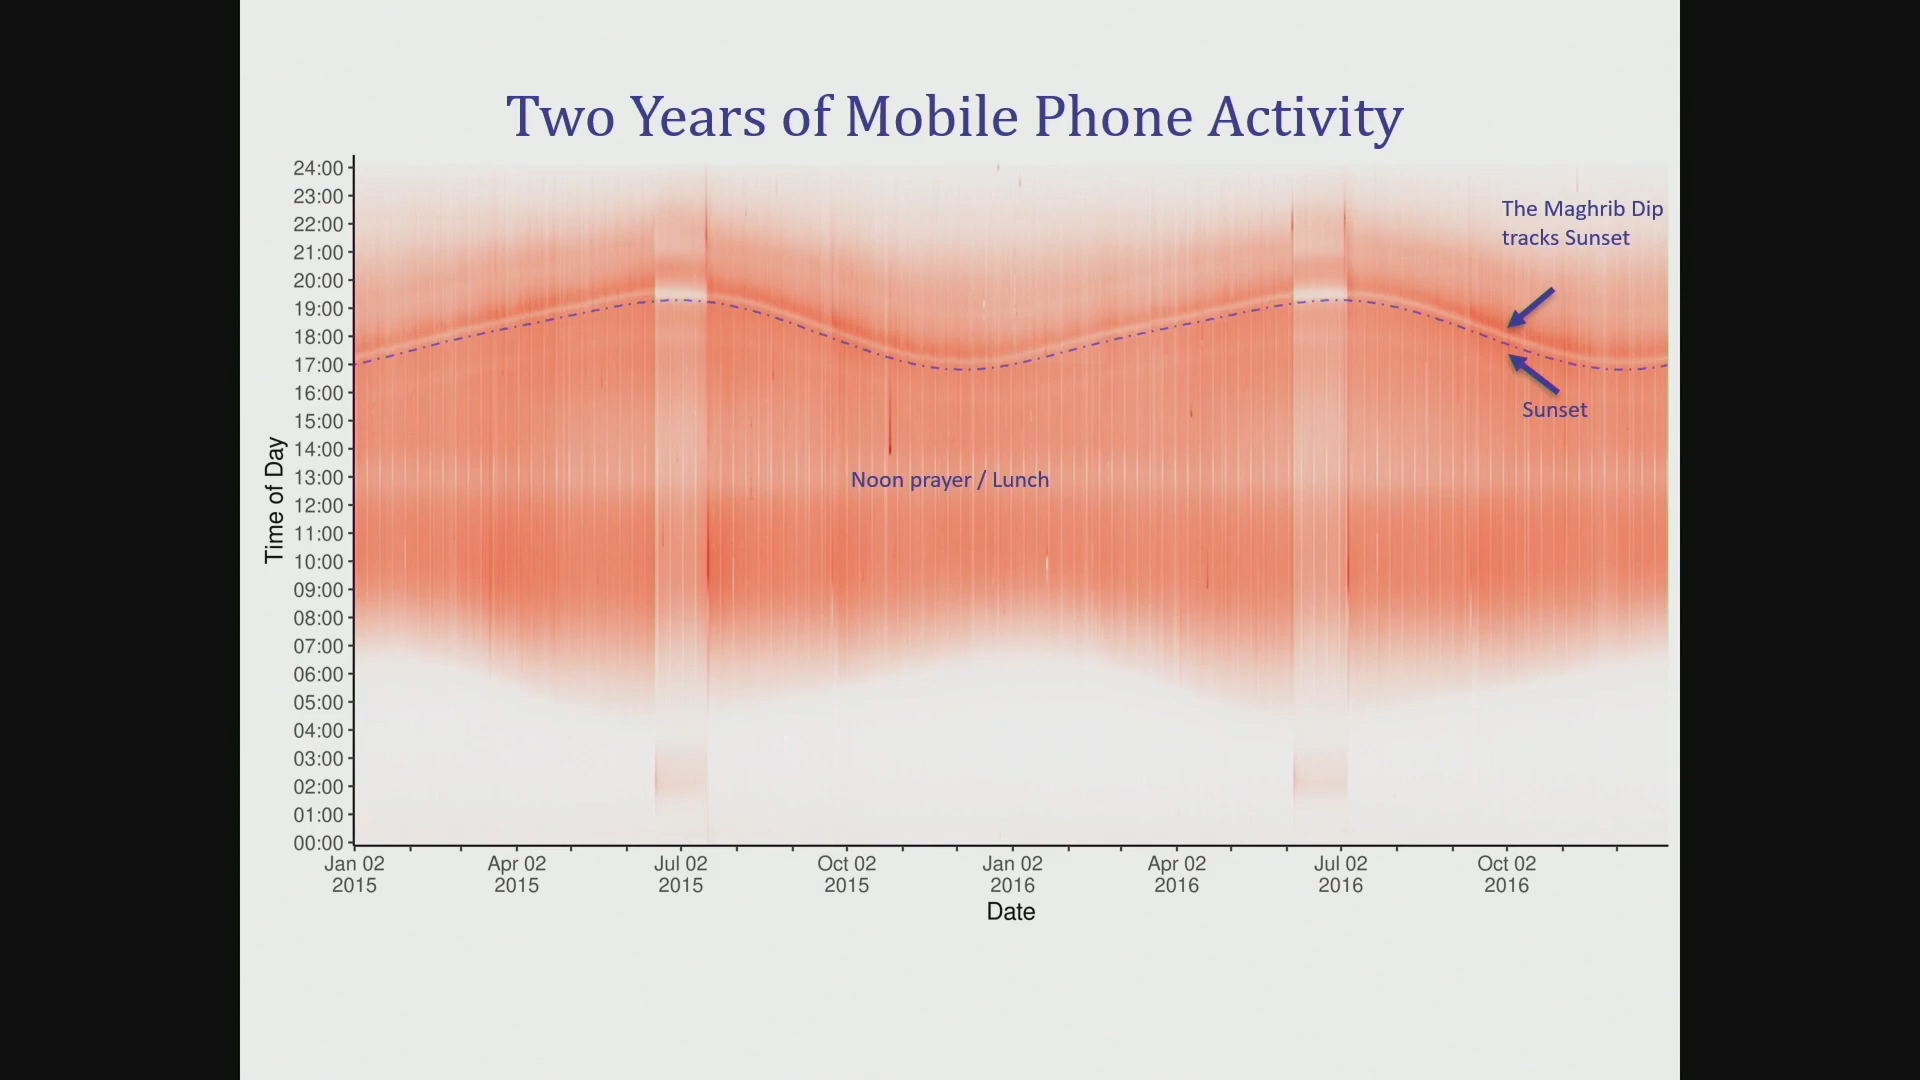 Two Years of Mobile Phone Activity
24:00
23:00
22:00
21:00
20:00
19:00
18:00
17:00
16:00
15:00
14:00
13:00
12:00
11:00
10:00
09:00
08:00
07:00
06:00
05:00
04:00
03:00
02:00
01:00
00:00
Time of Day
The Maghrib Dip
tracks Sunset
Sunset
Noon prayer / Lunch
Jan 02
2015
Apr 02
2015
Jul 02
2015
Oct 02
2015
Jan 02
2016
Apr 02
2016
Jul 02
2016
Oct 02
2016
Date